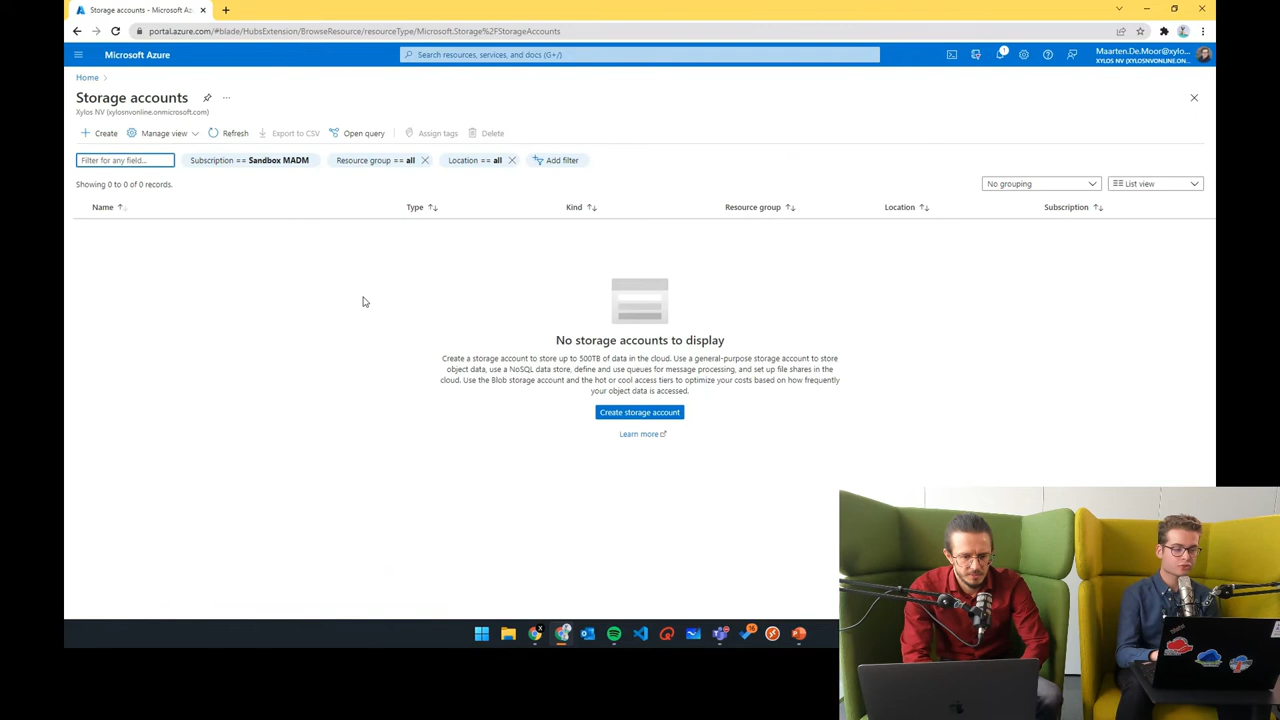 Storage accounts - Microsoft Az
portal.azure.com/#blade/HubsExtension/BrowseResource/resourceType/Microsoft.Storage%2FStorageAccounts
Microsoft Azure
Search resources, services, and docs (G+/)
1
Maarten.De.Moor@xylo...
XYLOS NV (XYLOSNVONLINE.ON...
Home
Storage accounts
Xylos NV (xylosnvonline.onmicrosoft.com)
Create
Manage view
Refresh
Export to CSV
Open query
Assign tags
Delete
Filter for any field...
Subscription == Sandbox MADM
Resource group == all
Location == all
Add filter
Showing 0 to 0 of 0 records.
No grouping
List view
Name
Type
Kind
Resource group
Location
Subscription
No storage accounts to display
Create a storage account to store up to 500TB of data in the cloud. Use a general-purpose storage account to store
object data, use a NoSQL data store, define and use queues for message processing, and set up file shares in the
cloud. Use the Blob storage account and the hot or cool access tiers to optimize your costs based on how frequently
your object data is accessed.
Create storage account
Learn more
16